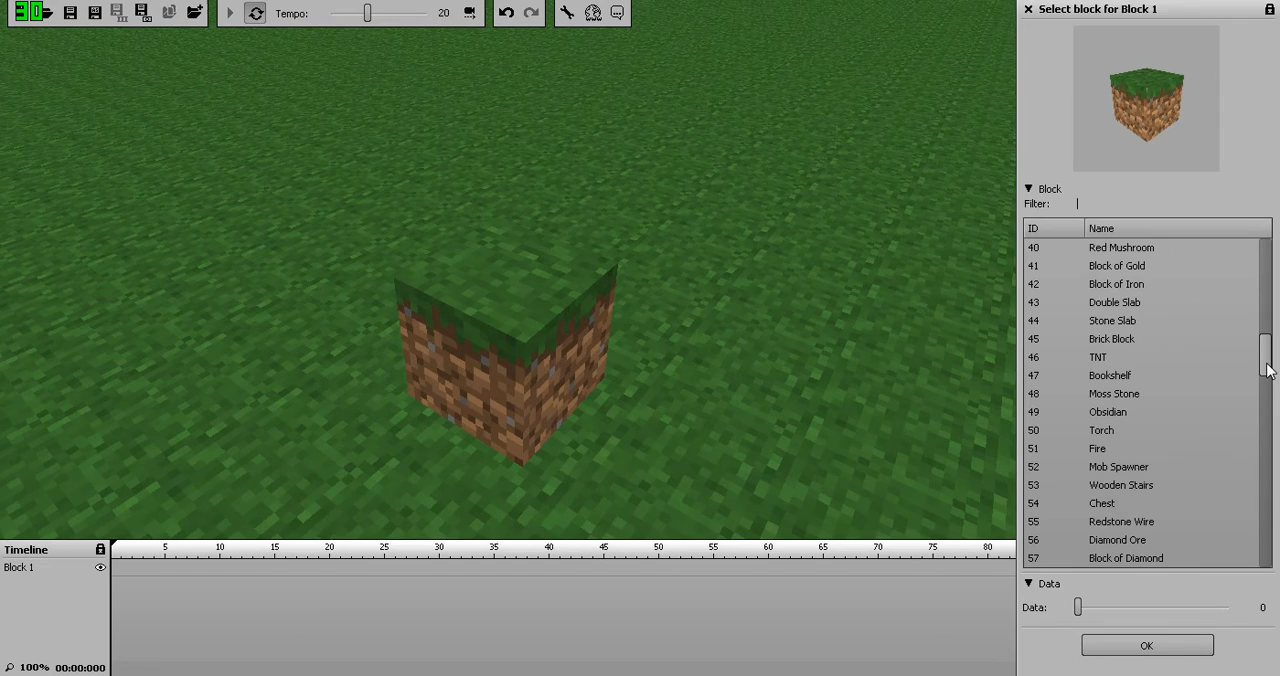 30
Tempo: 20
Select block for Block 1
Block
Filter:
ID Name
40 Red Mushroom
41 Block of Gold
42 Block of Iron
43 Double Slab
44 Stone Slab
45 Brick Block
46 TNT
47 Bookshelf
48 Moss Stone
49 Obsidian
50 Torch
51 Fire
52 Mob Spawner
53 Wooden Stairs
54 Chest
55 Redstone Wire
56 Diamond Ore
57 Block of Diamond
Data
Data: 0
OK
Timeline 5 10 15 20 25 30 35 40 45 50 55 60 65 70 75 80
Block 1
100% 00:00:000